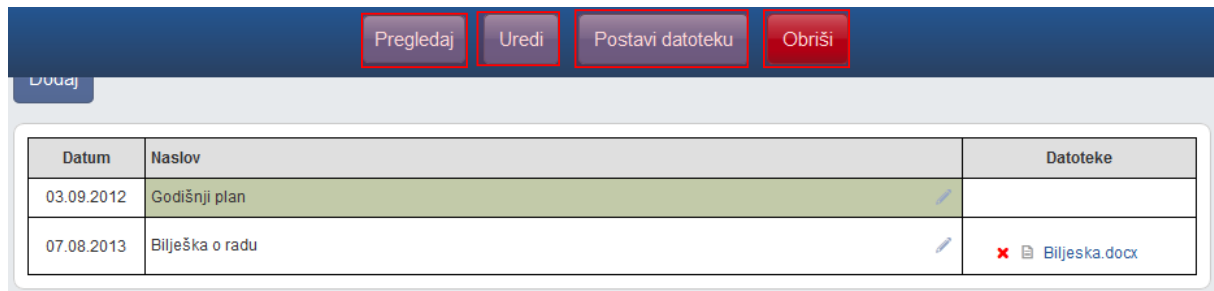 Pregledaj Uredi Postavi datoteku Obriši
Dodaj
Datum Naslov Datoteke
03.09.2012 Godišnji plan
07.08.2013 Bilješka o radu Biljeska.docx